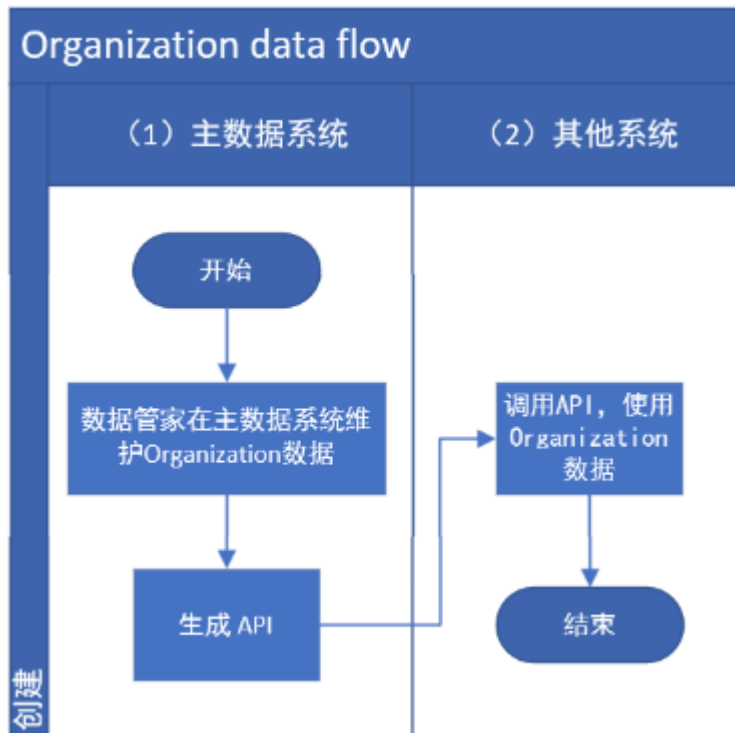 Organization data flow
（1）主数据系统
（2）其他系统
开始
数据管家在主数据系统维
护Organization数据
生成 API
调用API，使用
Organization
数据
结束
创建